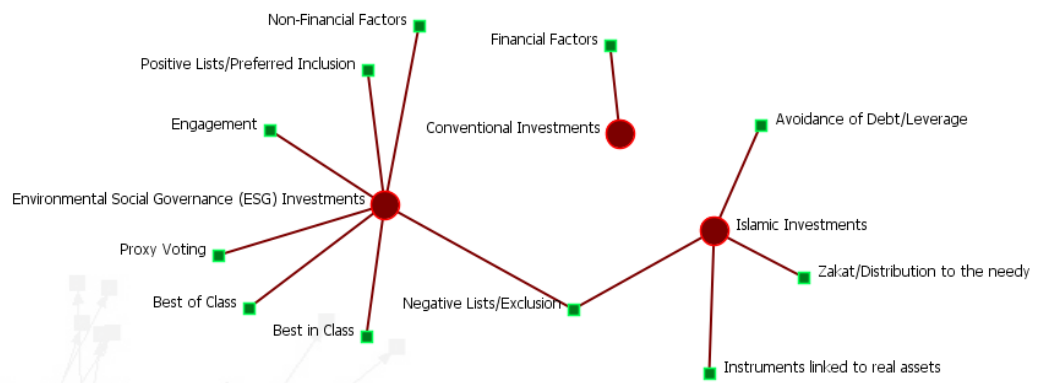 Non-Financial Factors
Financial Factors
Positive Lists/Preferred Inclusion
Engagement
Conventional Investments
Avoidance of Debt/Leverage
Environmental Social Governance (ESG) Investments
Islamic Investments
Proxy Voting
Zakat/Distribution to the needy
Best of Class
Negative Lists/Exclusion
Best in Class
Instruments linked to real assets